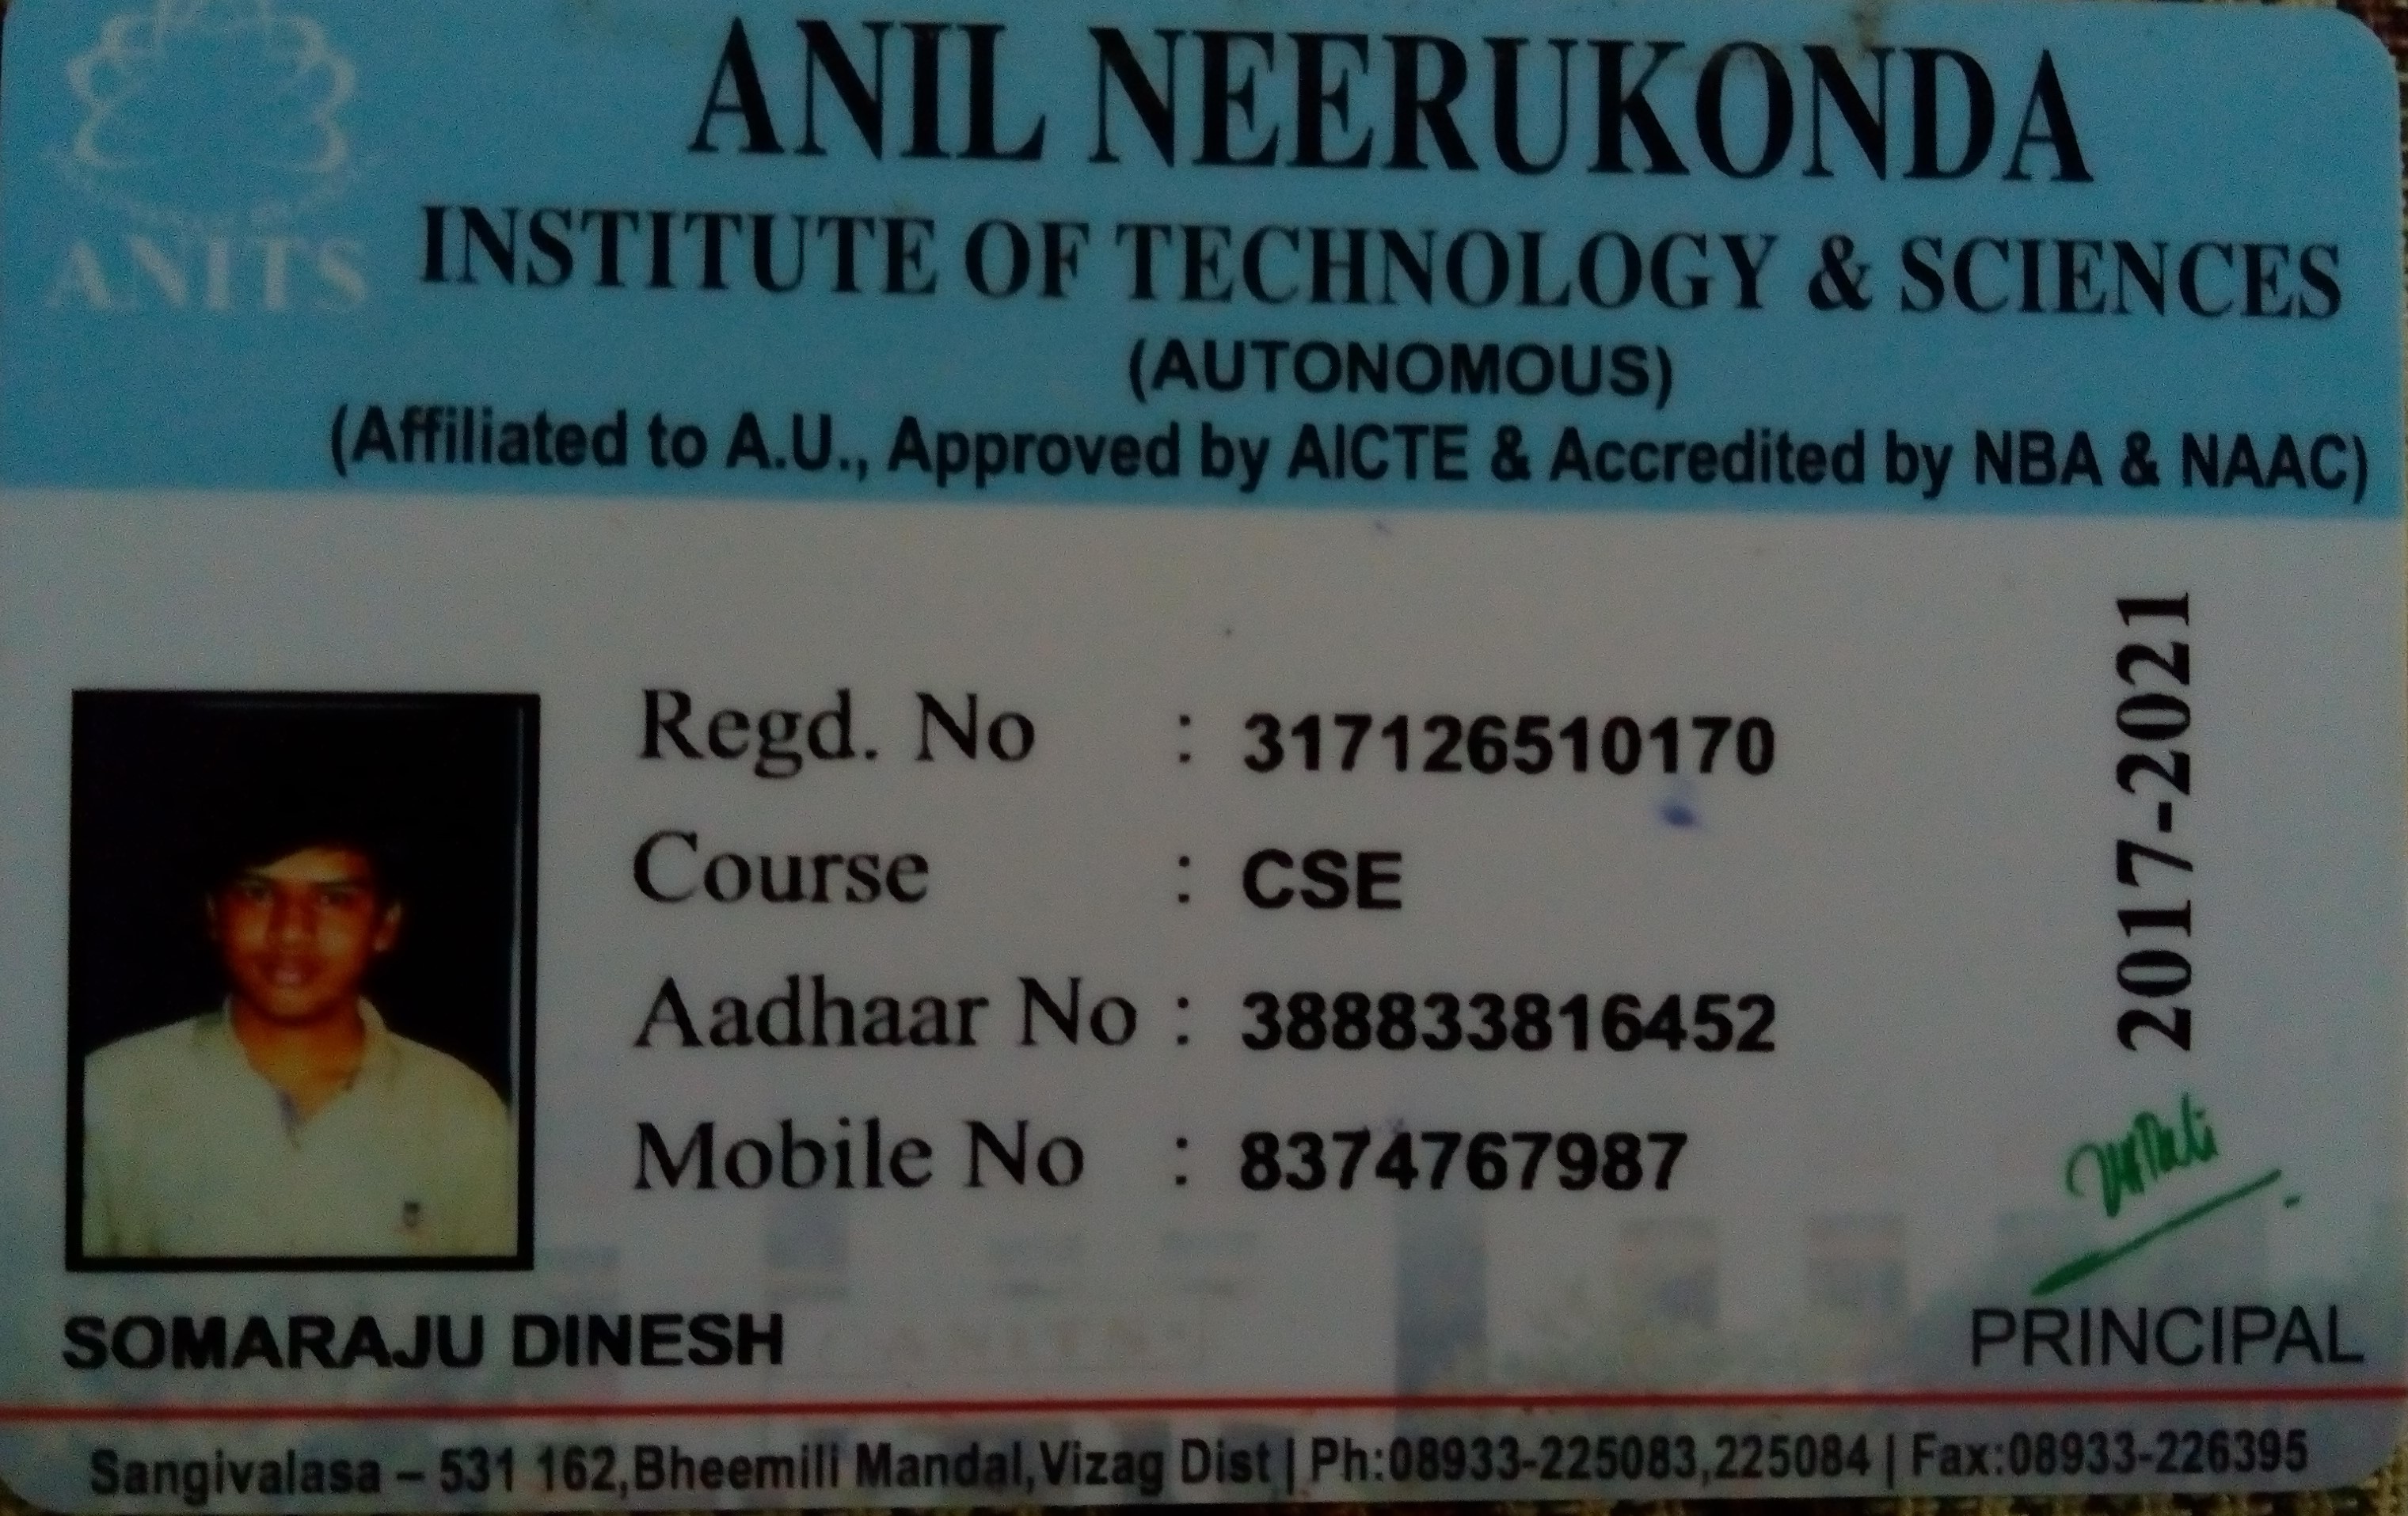 ANITS
ANIL NEERUKONDA
INSTITUTE OF TECHNOLOGY & SCIENCES
(AUTONOMOUS)
(Affiliated to A.U., Approved by AICTE & Accredited by NBA & NAAC)
Regd. No : 317126510170
Course : CSE
Aadhaar No : 388833816452
Mobile No : 8374767987
2017-2021
SOMARAJU DINESH
PRINCIPAL
Sangivalasa – 531 162,Bheemili Mandal,Vizag Dist | Ph:08933-225083,225084 | Fax:08933-226395